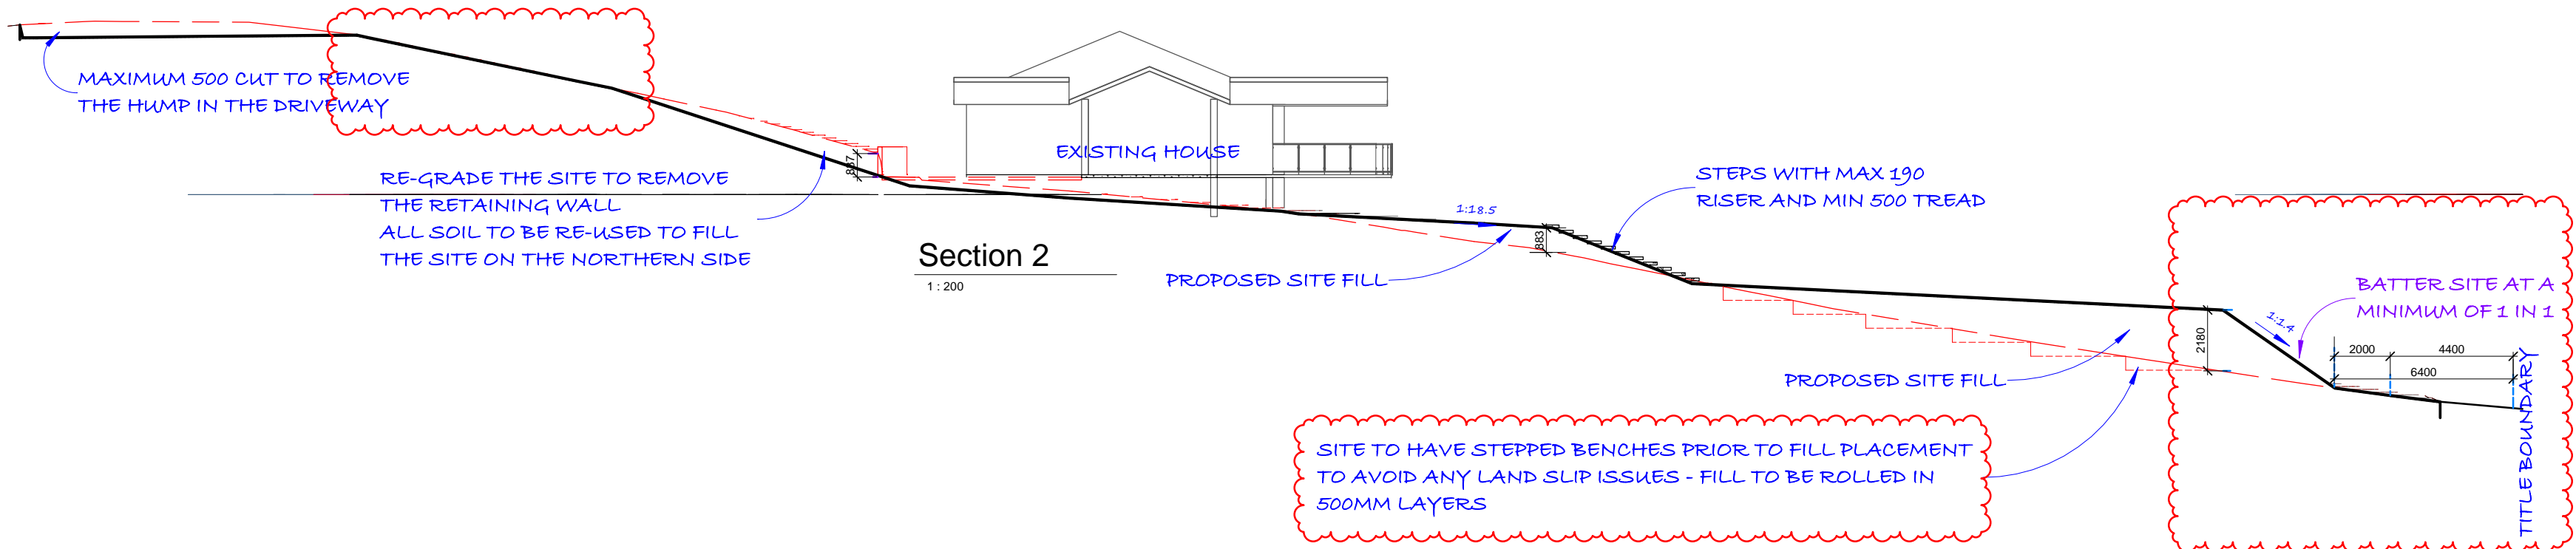 MAXIMUM 500 CUT TO REMOVE
THE HUMP IN THE DRIVEWAY
RE-GRADE THE SITE TO REMOVE
THE RETAINING WALL
ALL SOIL TO BE RE-USED TO FILL
THE SITE ON THE NORTHERN SIDE
EXISTING HOUSE
Section 2
1 : 200
1:18.5
883
STEPS WITH MAX 190
RISER AND MIN 500 TREAD
PROPOSED SITE FILL
PROPOSED SITE FILL
SITE TO HAVE STEPPED BENCHES PRIOR TO FILL PLACEMENT
TO AVOID ANY LAND SLIP ISSUES - FILL TO BE ROLLED IN
500MM LAYERS
BATTER SITE AT A
MINIMUM OF 1 IN 1
1:1.4
2180
2000
4400
6400
TITLE BOUNDARY